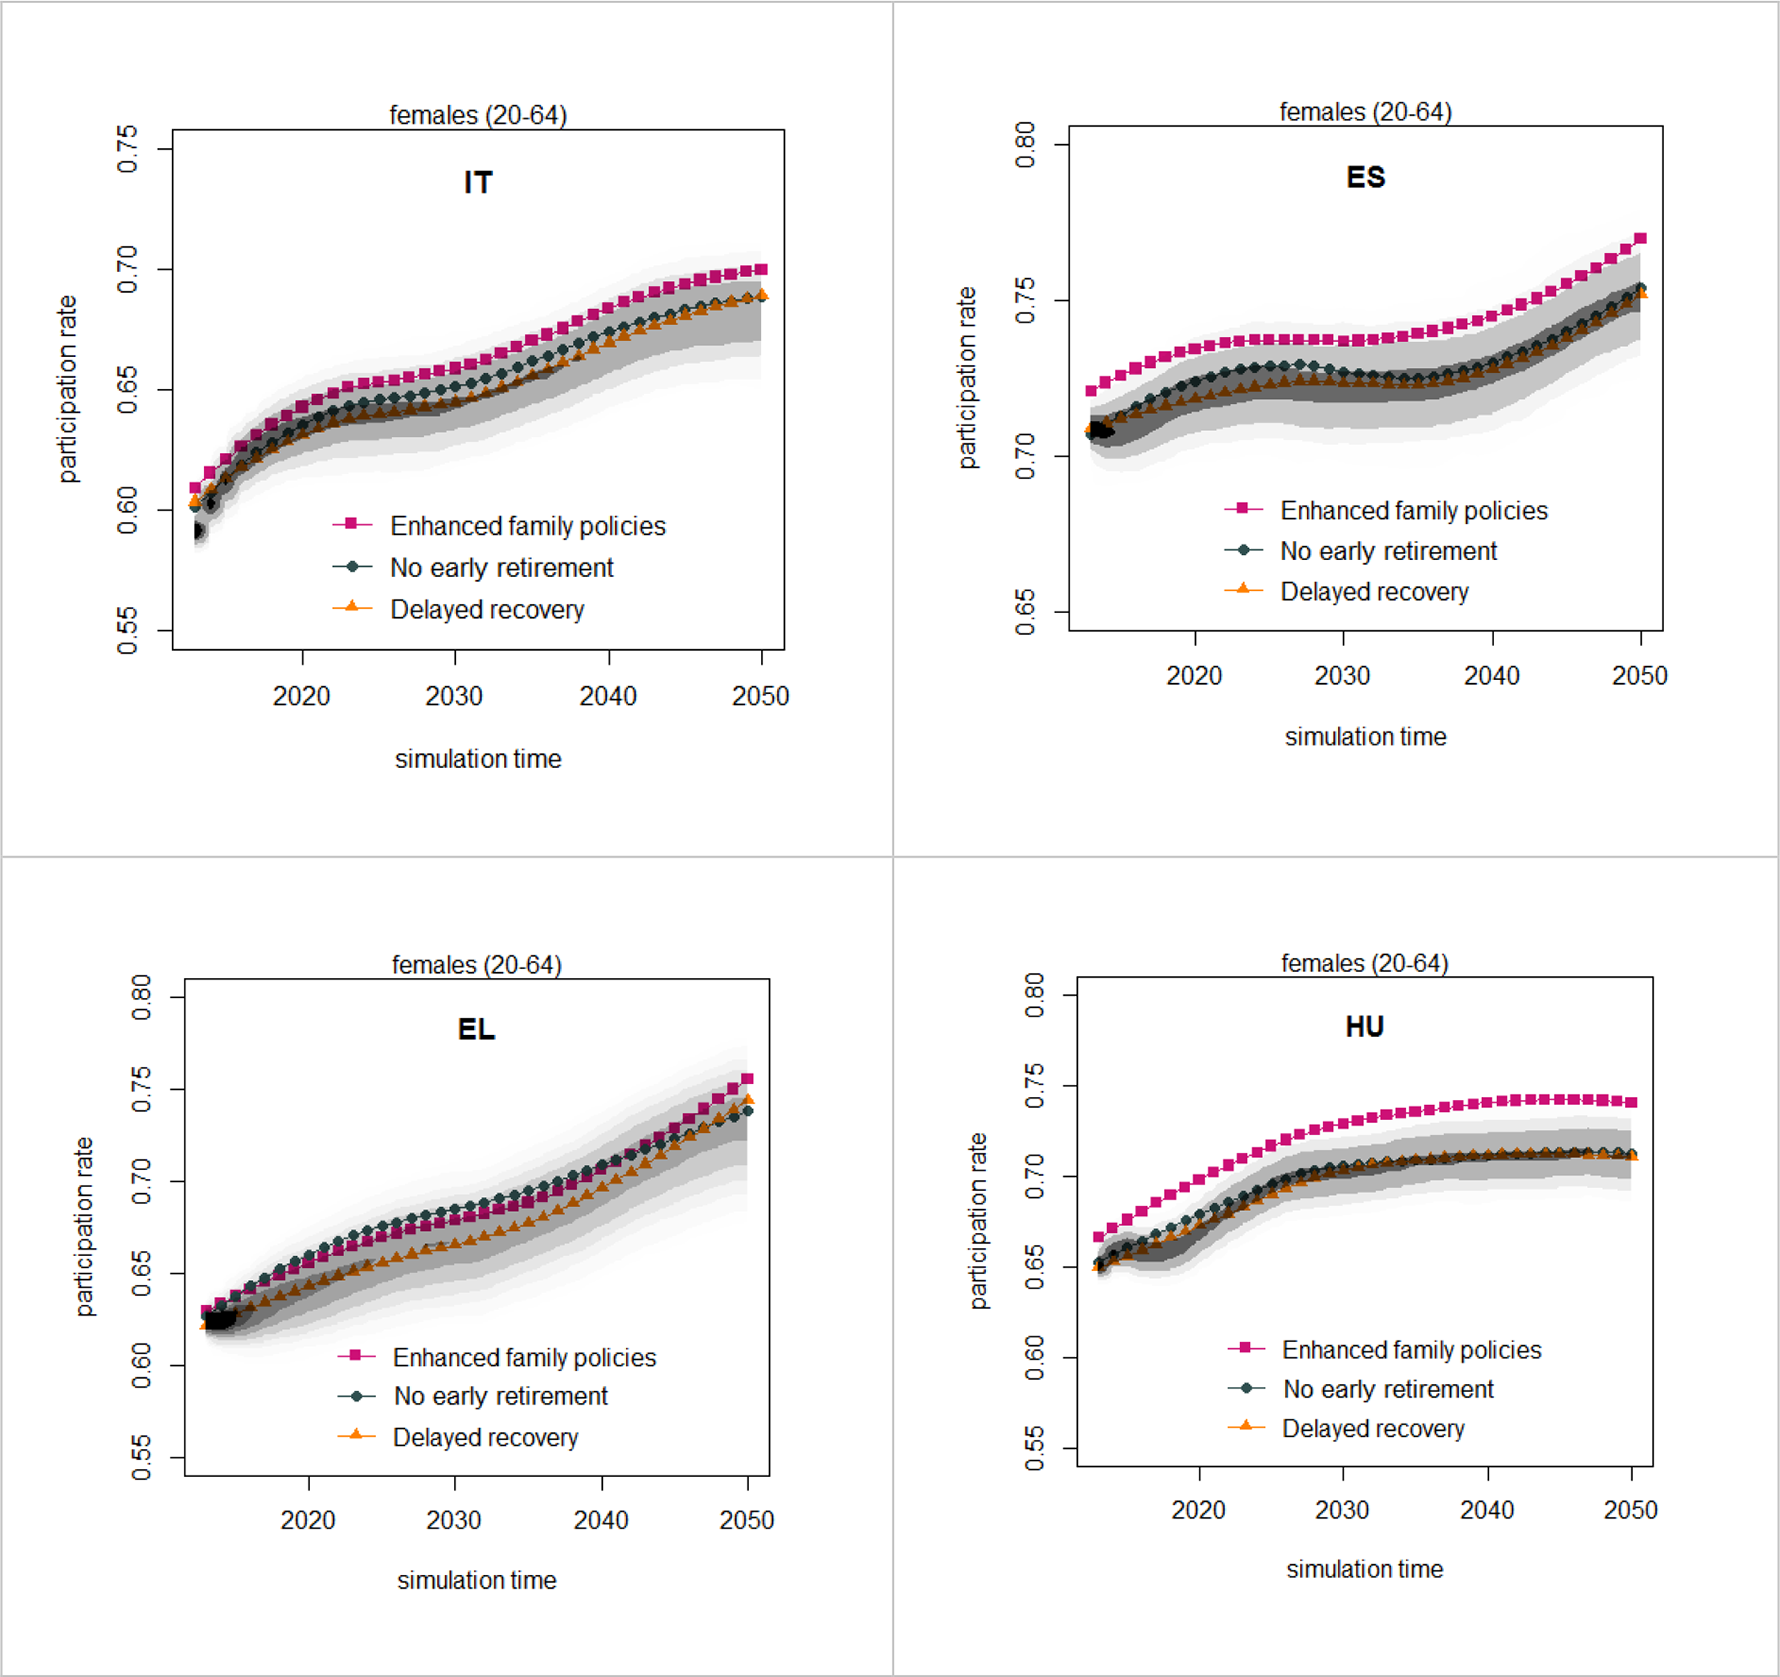 females (20-64)
IT
participation rate
0.75
0.70
0.65
0.60
0.55
Enhanced family policies
No early retirement
Delayed recovery
2020 2030 2040 2050
simulation time
females (20-64)
ES
participation rate
0.80
0.75
0.70
0.65
Enhanced family policies
No early retirement
Delayed recovery
2020 2030 2040 2050
simulation time
females (20-64)
EL
participation rate
0.80
0.75
0.70
0.65
0.60
0.55
Enhanced family policies
No early retirement
Delayed recovery
2020 2030 2040 2050
simulation time
females (20-64)
HU
participation rate
0.80
0.75
0.70
0.65
0.60
0.55
Enhanced family policies
No early retirement
Delayed recovery
2020 2030 2040 2050
simulation time